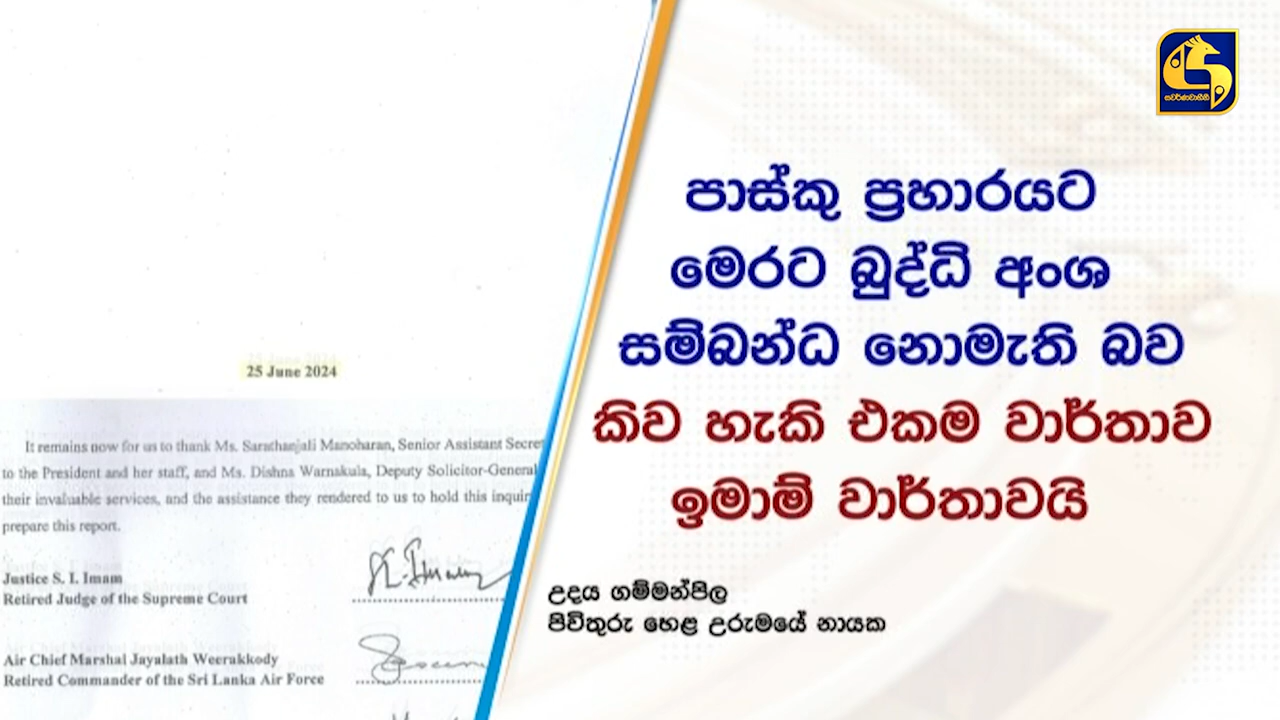 25 June 2024
It remains now for us to thank Ms. Sarathanjali Manoharan, Senior Assistant
to the President and her staff, and Ms. Dishna Warnakula, Deputy Solicitor-General
their invaluable services, and the assistance they rendered to us to hold this
prepare this report.
Justice S. I. Imam
Retired Judge of the Supreme Court
Air Chief Marshal Jayalath Weerakkody
Retired Commander of the Sri Lanka Air Force
ස්වර්ණවාහිනී
පාස්කු ප්‍රහාරයට
මෙරට බුද්ධි අංශ
සම්බන්ධ නොමැති බව
කිව හැකි එකම වාර්තාව
ඉමාම් වාර්තාවයි
උදය ගම්මන්පිල
පිවිතුරු හෙළ උරුමයේ නායක